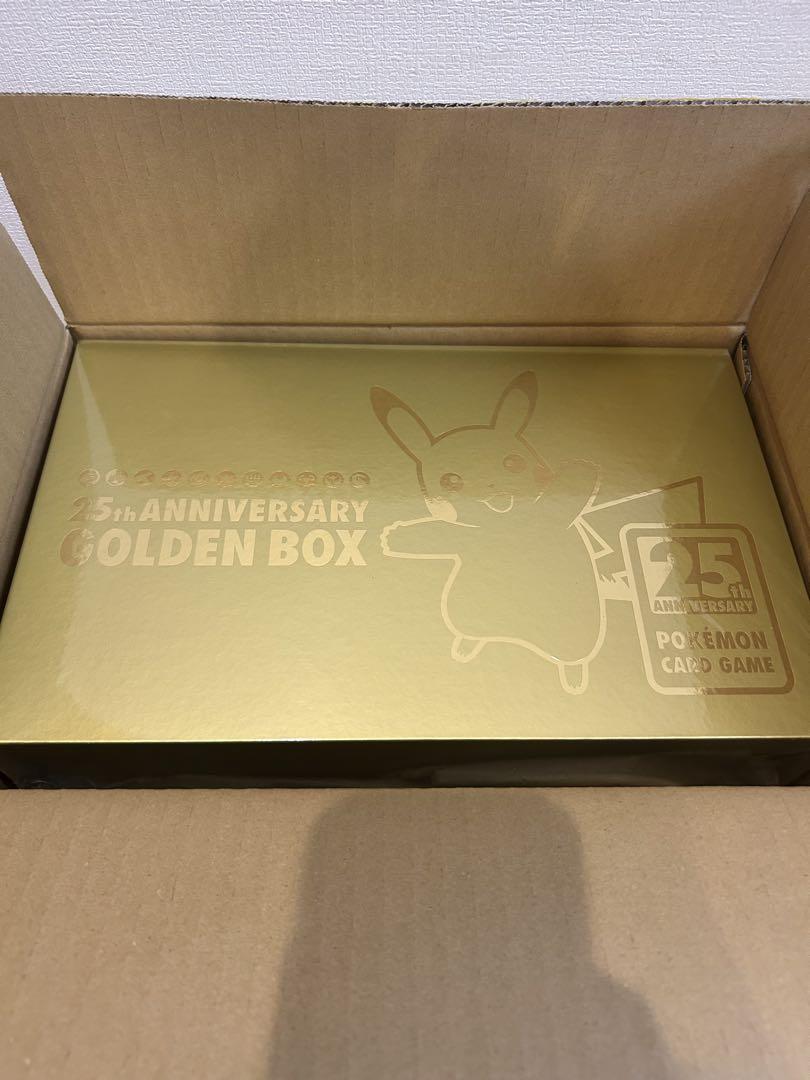 25th ANNIVERSARY
GOLDEN BOX
25th
ANNIVERSARY
POKÉMON
CARD GAME